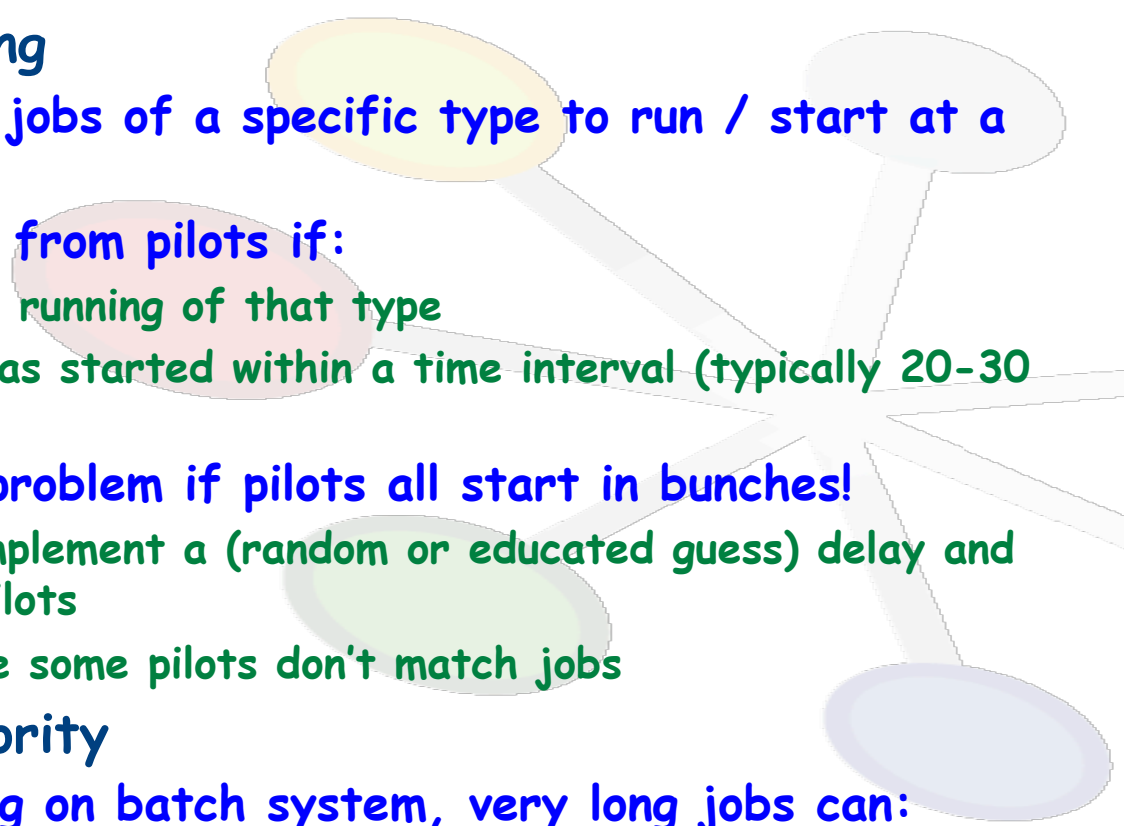 ng
jobs of a specific type to run / start at a
from pilots if:
running of that type
as started within a time interval (typically 20-30
problem if pilots all start in bunches!
mplement a (random or educated guess) delay and
ilots
e some pilots don't match jobs
ority
g on batch system, very long jobs can: